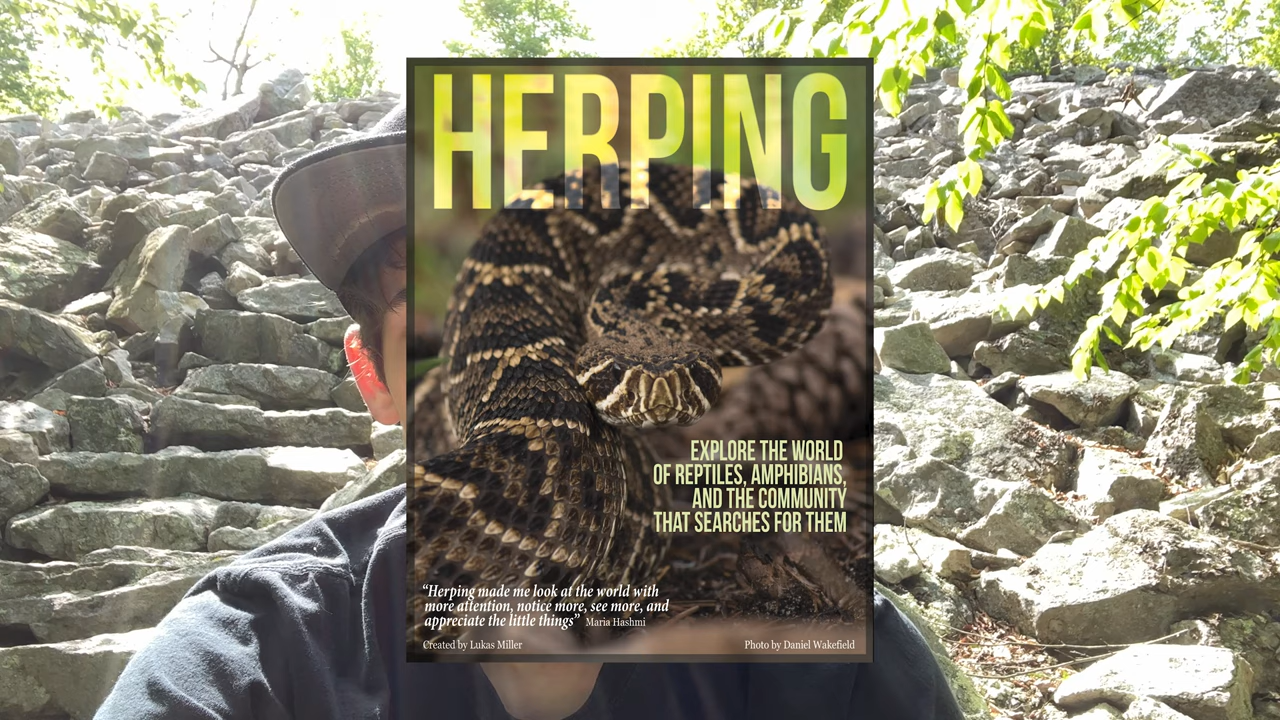 HERPING
EXPLORE THE WORLD
OF REPTILES, AMPHIBIANS,
AND THE COMMUNITY
THAT SEARCHES FOR THEM
“Herping made me look at the world with
more attention, notice more, see more, and
appreciate the little things” Maria Hashmi
Created by Lukas Miller
Photo by Daniel Wakefield